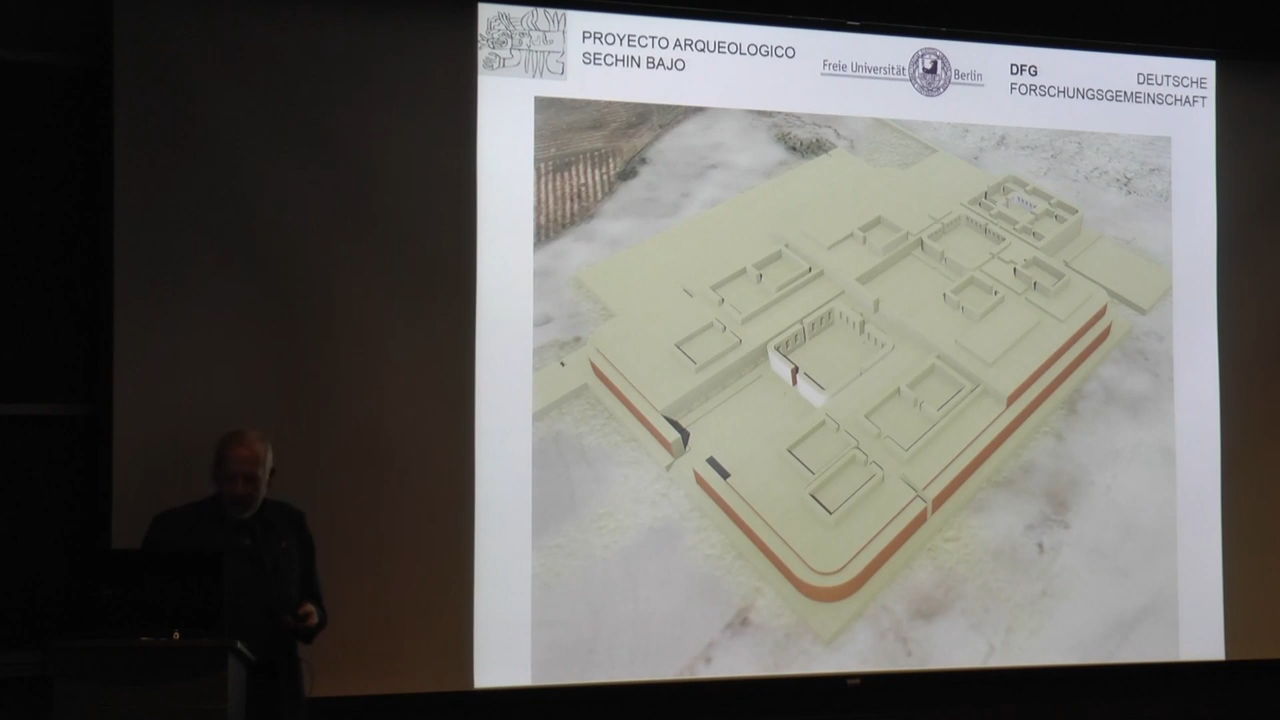 PROYECTO ARQUEOLOGICO
SECHIN BAJO
Freie Universität Berlin
DFG DEUTSCHE
FORSCHUNGSGEMEINSCHAFT